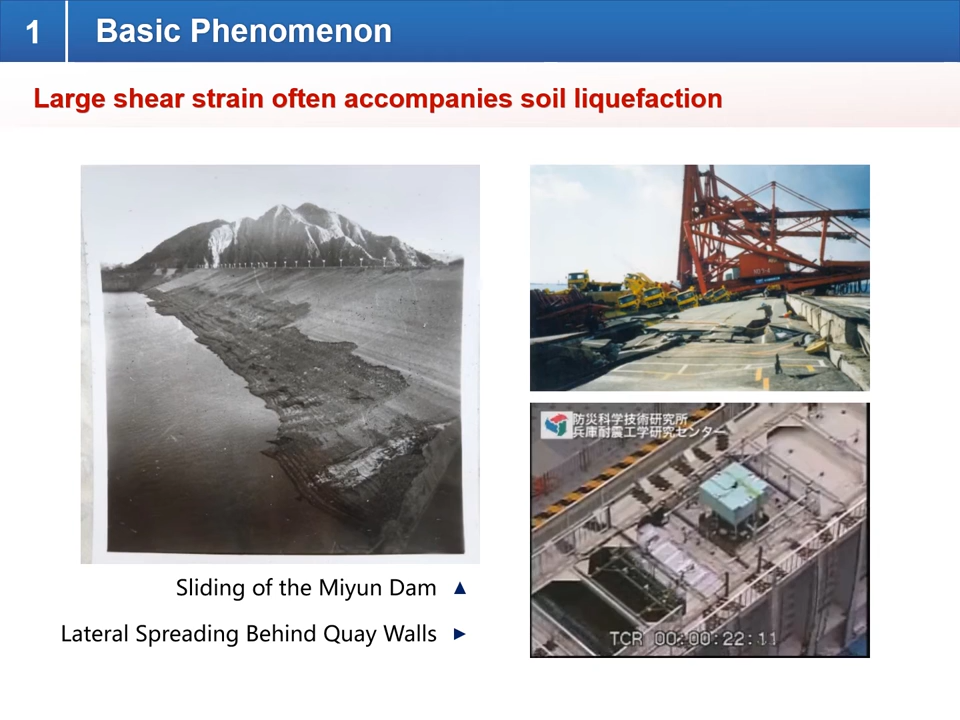 1
Basic Phenomenon
Large shear strain often accompanies soil liquefaction
防災科学技術研究所
兵庫耐震工学研究センター
TCR 00:00:22:11
Sliding of the Miyun Dam ▲
Lateral Spreading Behind Quay Walls ►